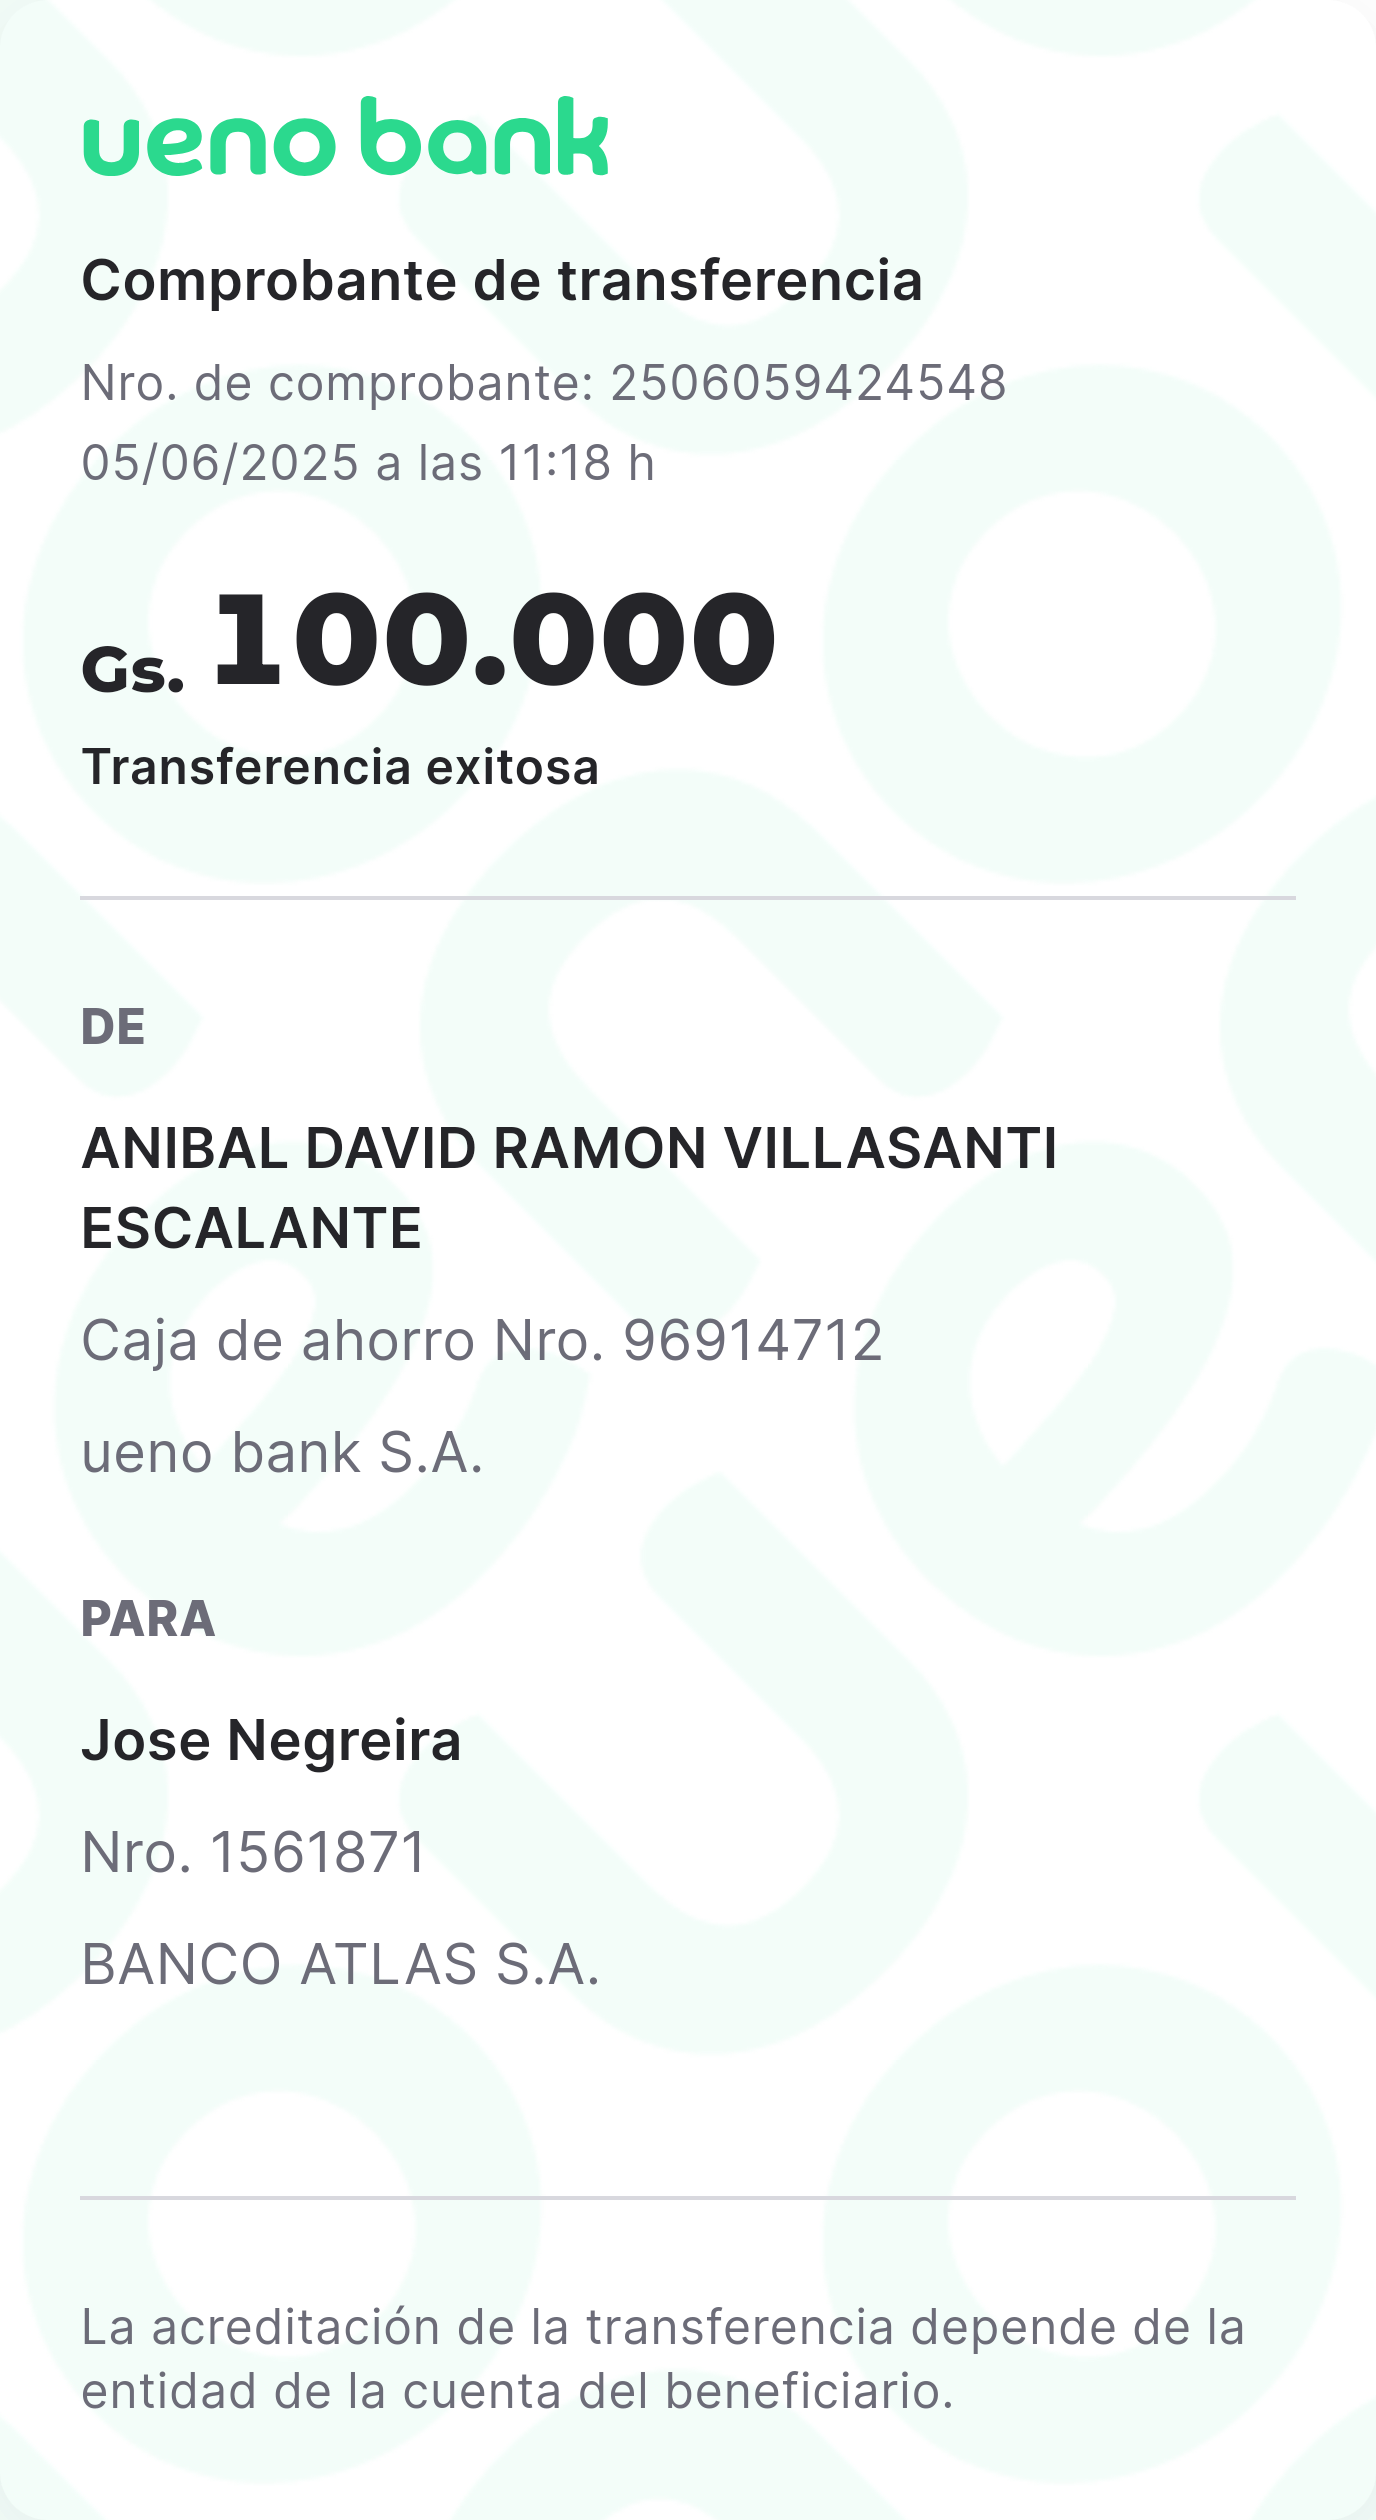 ueno bank
Comprobante de transferencia
Nro. de comprobante: 2506059424548
05/06/2025 a las 11:18 h
Gs. 100.000
Transferencia exitosa
DE
ANIBAL DAVID RAMON VILLASANTI
ESCALANTE
Caja de ahorro Nro. 96914712
ueno bank S.A.
PARA
Jose Negreira
Nro. 1561871
BANCO ATLAS S.A.
La acreditación de la transferencia depende de la
entidad de la cuenta del beneficiario.